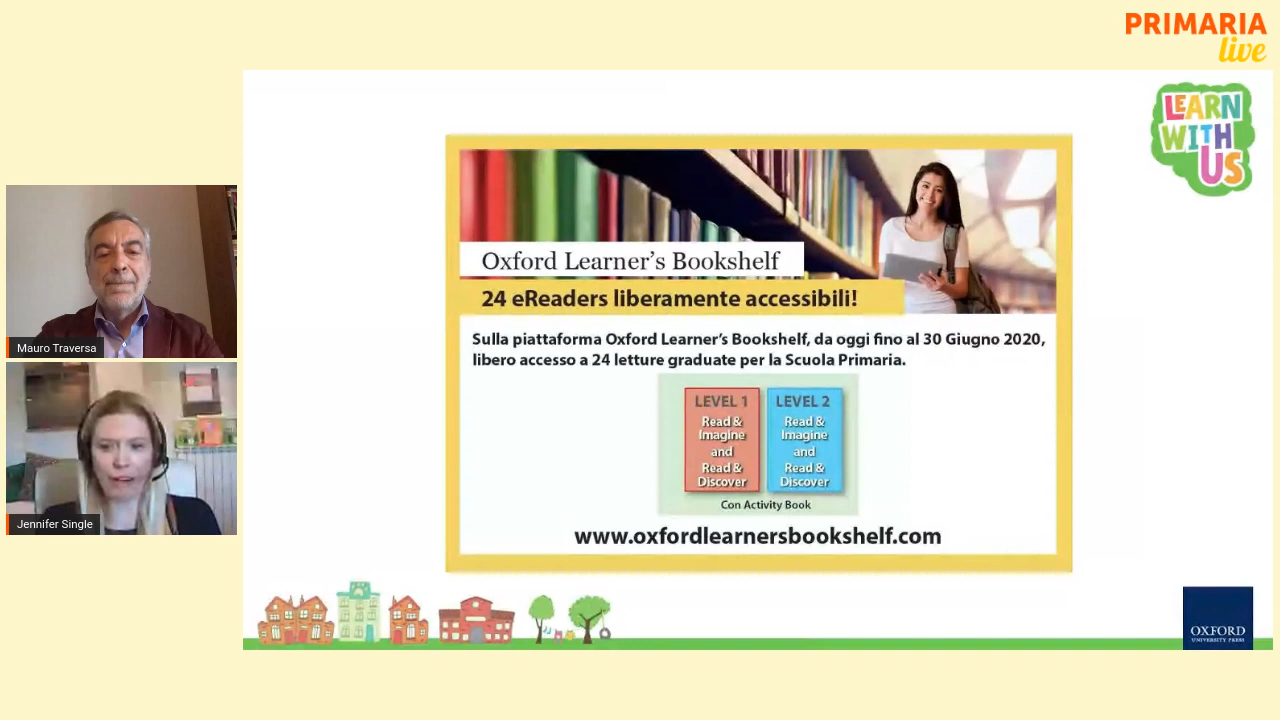 PRIMARIA
live
LEARN
WITH
US
Oxford Learner's Bookshelf
24 eReaders liberamente accessibili!
Sulla piattaforma Oxford Learner's Bookshelf, da oggi fino al 30 Giugno 2020,
libero accesso a 24 letture graduate per la Scuola Primaria.
LEVEL 1
Read &
Imagine
and
Read &
Discover
LEVEL 2
Read &
Imagine
and
Read &
Discover
Con Activity Book
www.oxfordlearnersbookshelf.com
Mauro Traversa
Jennifer Single
OXFORD
UNIVERSITY PRESS